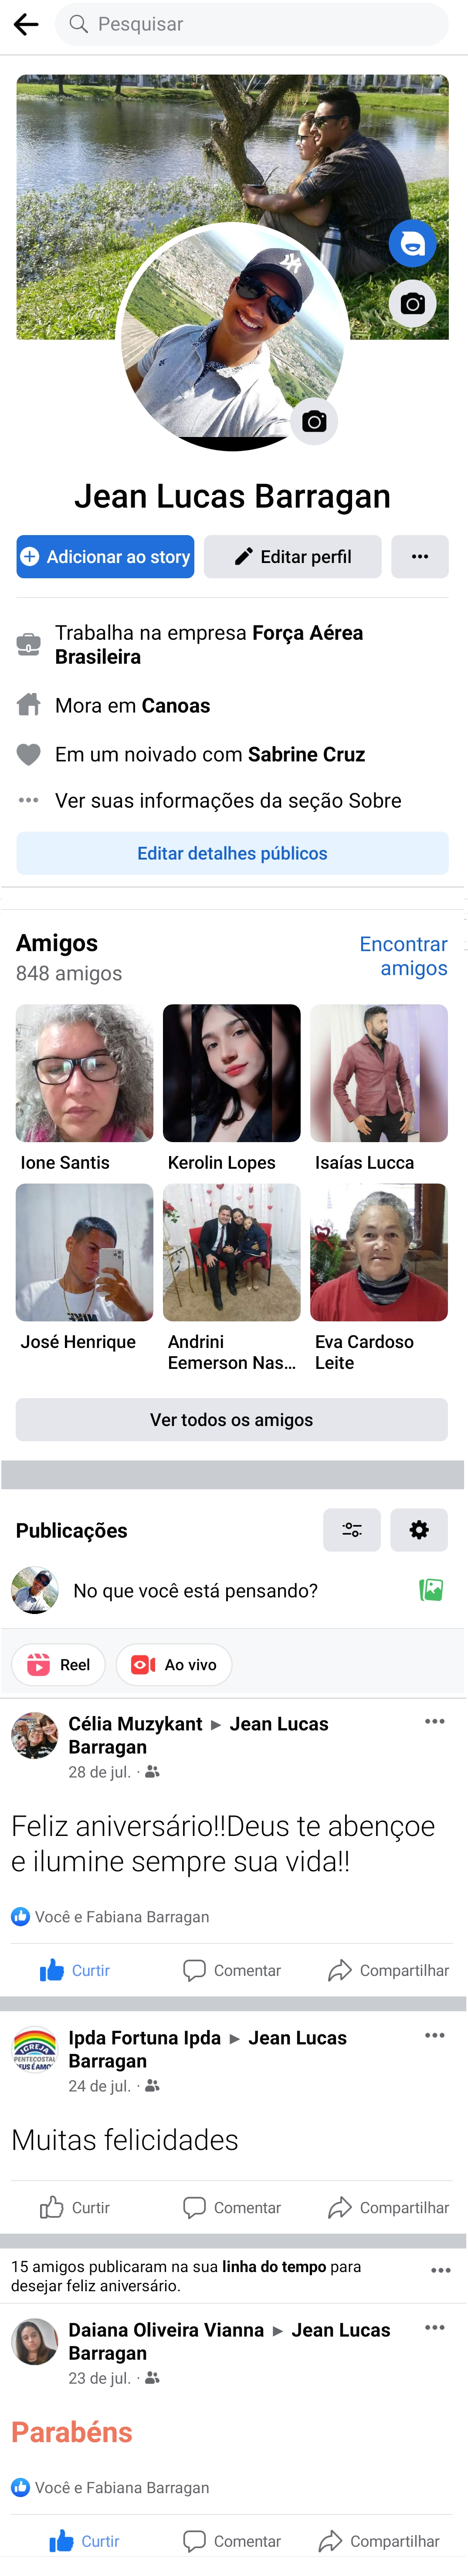 Pesquisar
Jean Lucas Barragan
Adicionar ao story
Editar perfil
Trabalha na empresa Força Aérea
Brasileira
Mora em Canoas
Em um noivado com Sabrine Cruz
Ver suas informações da seção Sobre
Editar detalhes públicos
Amigos
848 amigos
Encontrar
amigos
Ione Santis
Kerolin Lopes
Isaías Lucca
José Henrique
Andrini
Eemerson Nas...
Eva Cardoso
Leite
Ver todos os amigos
Publicações
No que você está pensando?
Reel
Ao vivo
Célia Muzykant ▸ Jean Lucas
Barragan
28 de jul. ·
Feliz aniversário!!Deus te abençoe
e ilumine sempre sua vida!!
Você e Fabiana Barragan
Curtir
Comentar
Compartilhar
IGREJA
PENTECOSTAL
DEUS É AMOR
Ipda Fortuna Ipda ▸ Jean Lucas
Barragan
24 de jul. ·
Muitas felicidades
Curtir
Comentar
Compartilhar
15 amigos publicaram na sua linha do tempo para
desejar feliz aniversário.
Daiana Oliveira Vianna ▸ Jean Lucas
Barragan
23 de jul. ·
Parabéns
Você e Fabiana Barragan
Curtir
Comentar
Compartilhar